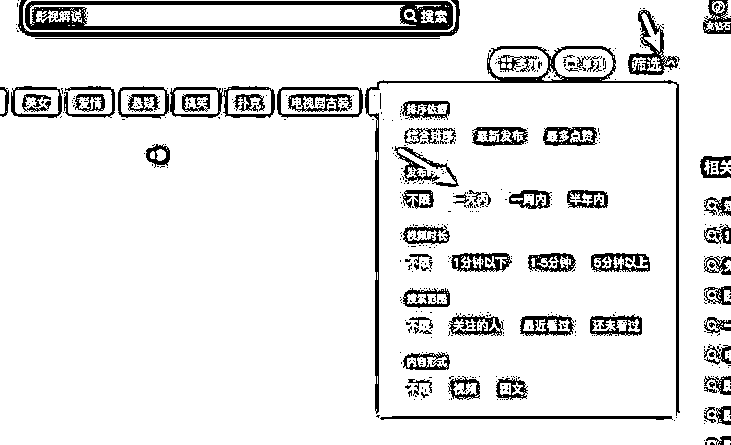 影视解说 搜索
多列 单列 筛选
美女 爱情 悬疑 搞笑 扑克 电视剧古装
排序依据
综合排序 最新发布 最多点赞
发布时间
不限 一天内 一周内 半年内
视频时长
不限 1分钟以下 1-5分钟 5分钟以上
搜索范围
不限 关注的人 最近看过 还未看过
内容形式
不限 视频 图文
相关